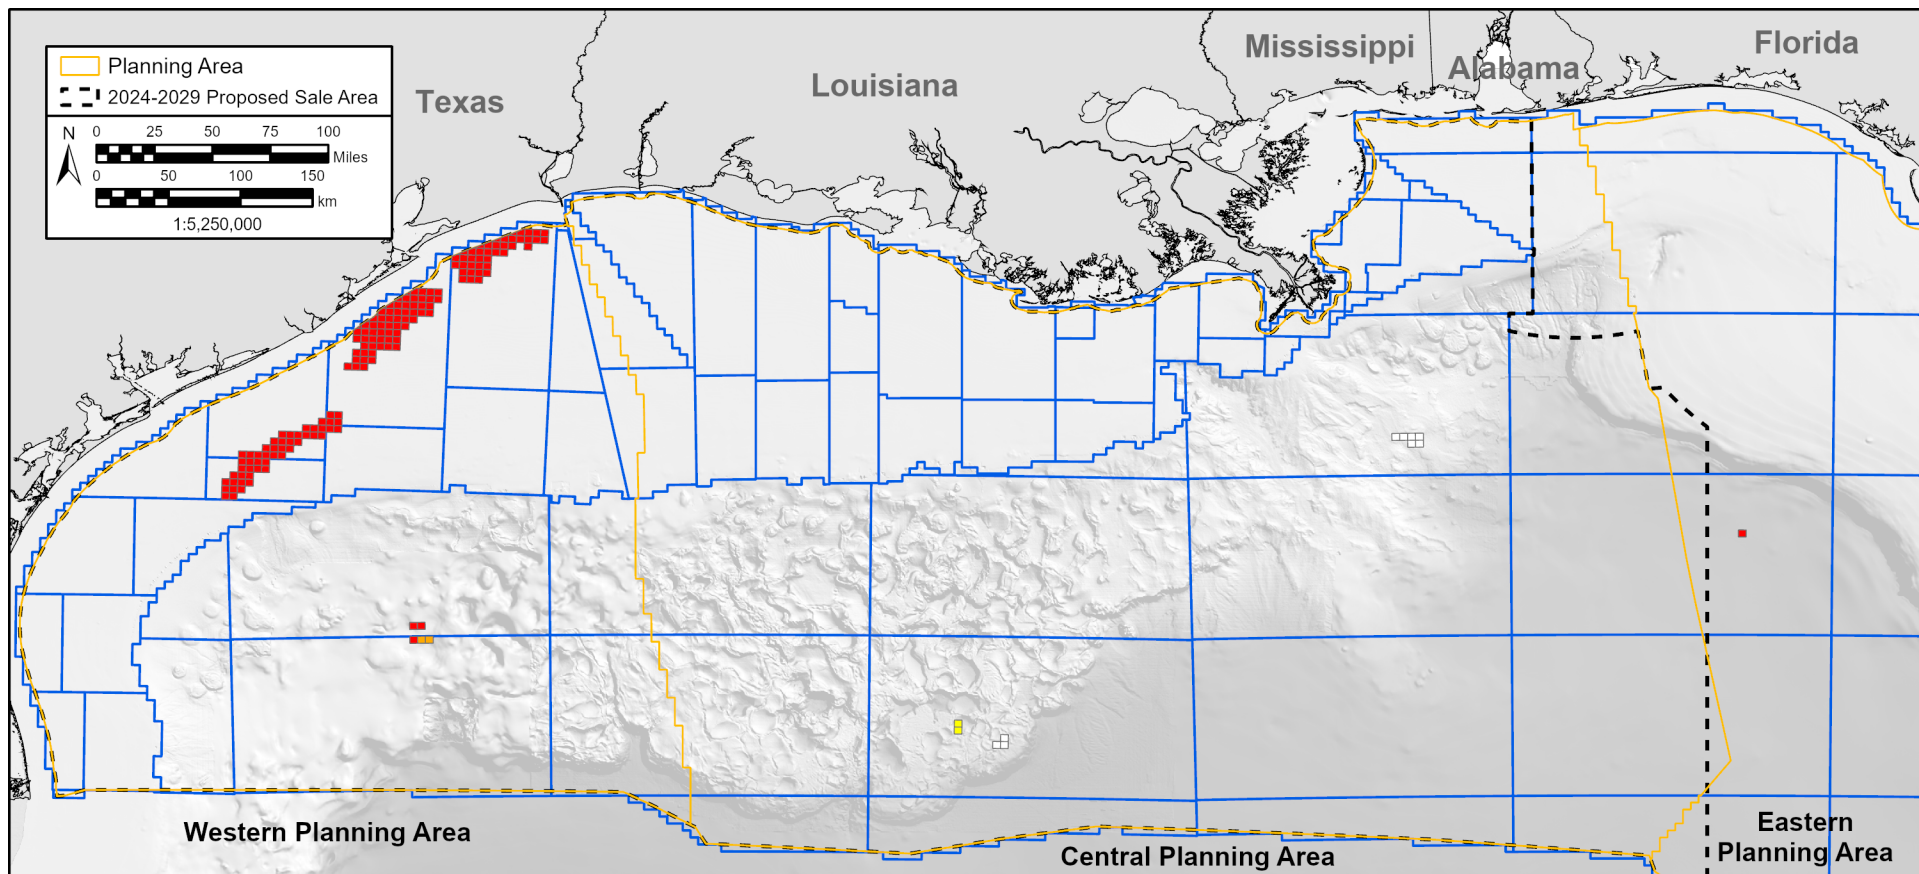 Mississippi
Florida
Alabama
Louisiana
Texas
Planning Area
2024-2029 Proposed Sale Area
N
0 25 50 75 100
Miles
0 50 100 150
km
1:5,250,000
Western Planning Area
Central Planning Area
Eastern
Planning Area